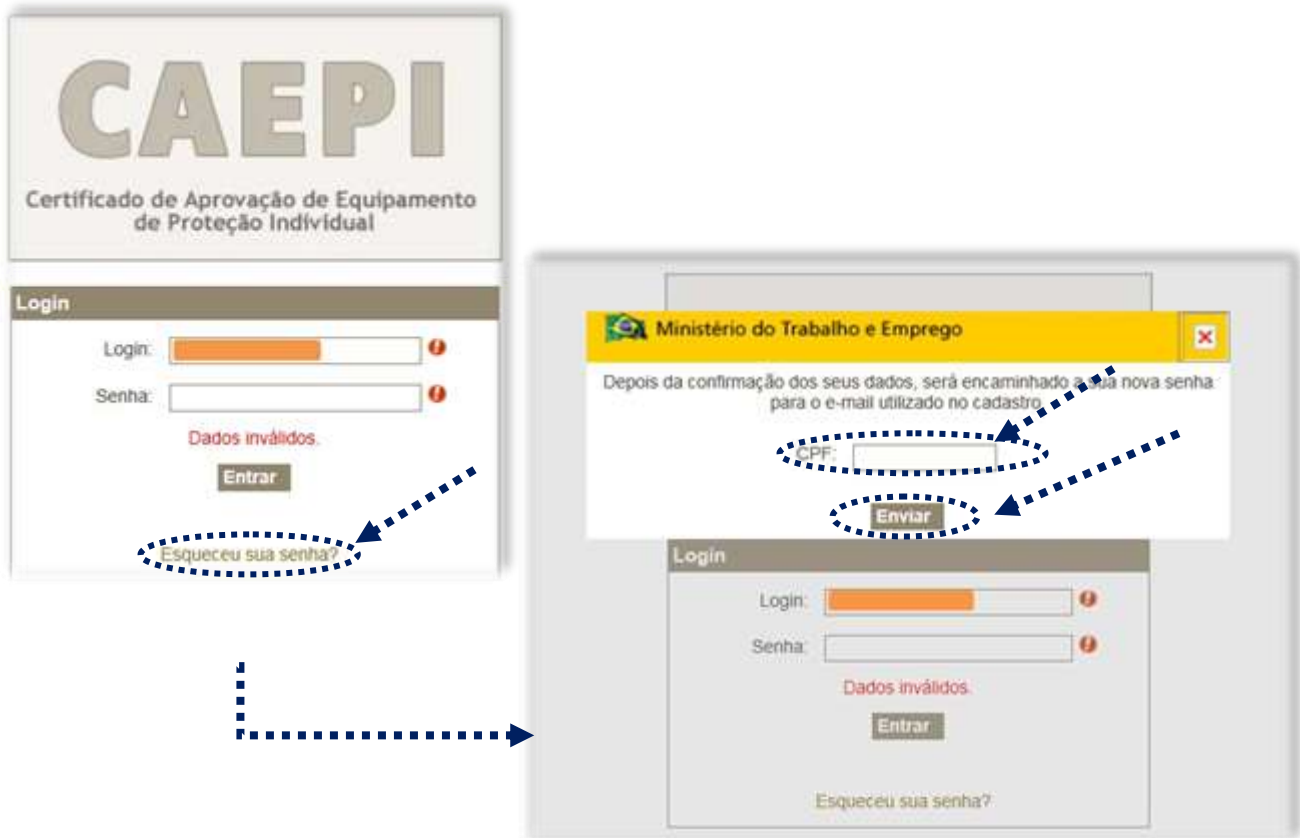 CAEPI
Certificado de Aprovação de Equipamento
de Proteção Individual
Login
Login:
Senha:
Dados inválidos.
Entrar
Esqueceu sua senha?
Ministério do Trabalho e Emprego
Depois da confirmação dos seus dados, será encaminhado a sua nova senha
para o e-mail utilizado no cadastro
CPF:
Enviar
Login
Login:
Senha:
Dados inválidos.
Entrar
Esqueceu sua senha?